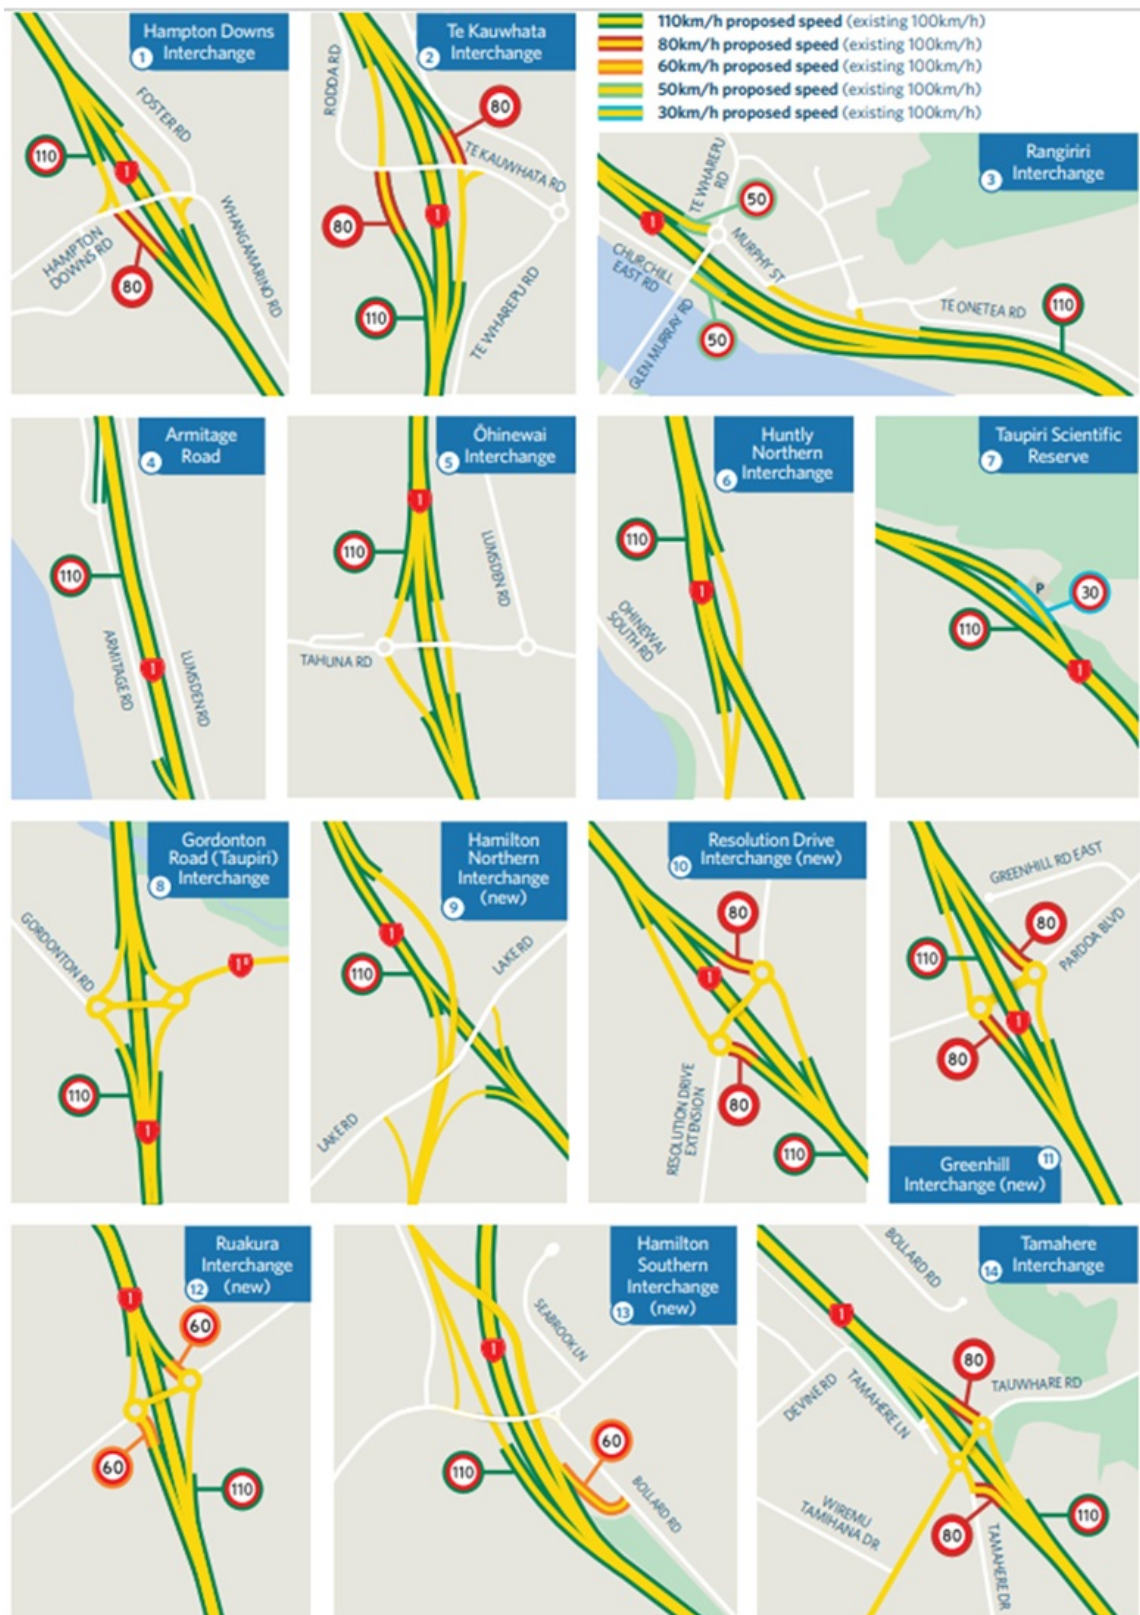 110km/h proposed speed (existing 100km/h)
80km/h proposed speed (existing 100km/h)
60km/h proposed speed (existing 100km/h)
50km/h proposed speed (existing 100km/h)
30km/h proposed speed (existing 100km/h)
Hampton Downs
Interchange
1
FOSTER RD
110
1
WHANGAMARINO RD
HAMPTON
DOWNS RD
80
Te Kauwhata
Interchange
2
RODDA RD
80
TE KAUWHATA RD
80
1
110
TE WHAREPU RD
Rangiriri
Interchange
3
TE WHAREPU
RD
50
1
MURPHY ST
CHURCHILL
EAST RD
TE ONETEA RD
110
GLEN MURRAY RD
50
Armitage
Road
4
110
ARMITAGE RD
1
LUMSDEN RD
Ōhinewai
Interchange
5
1
110
LUMSDEN RD
TAHUNA RD
Huntly
Northern
Interchange
6
110
1
OHINEWAI
SOUTH RD
Taupiri Scientific
Reserve
7
P
30
110
1
Gordonton
Road (Taupiri)
Interchange
8
GORDONTON RD
1B
110
1
Hamilton
Northern
Interchange
(new)
9
1
110
LAKE RD
LAKE RD
Resolution Drive
Interchange (new)
10
80
1
RESOLUTION DRIVE
EXTENSION
80
110
GREENHILL RD EAST
80
PARDOA BLVD
110
1
80
Greenhill
Interchange (new)
11
Ruakura
Interchange
(new)
12
1
60
60
110
Hamilton
Southern
Interchange
(new)
13
SEABROOK LN
1
60
110
BOLLARD RD
Tamahere
Interchange
14
BOLLARD RD
1
80
TAUWHARE RD
DEVINE RD
TAMAHERE LN
WIREMU
TAMIHANA DR
80
TAMAHERE DR
110